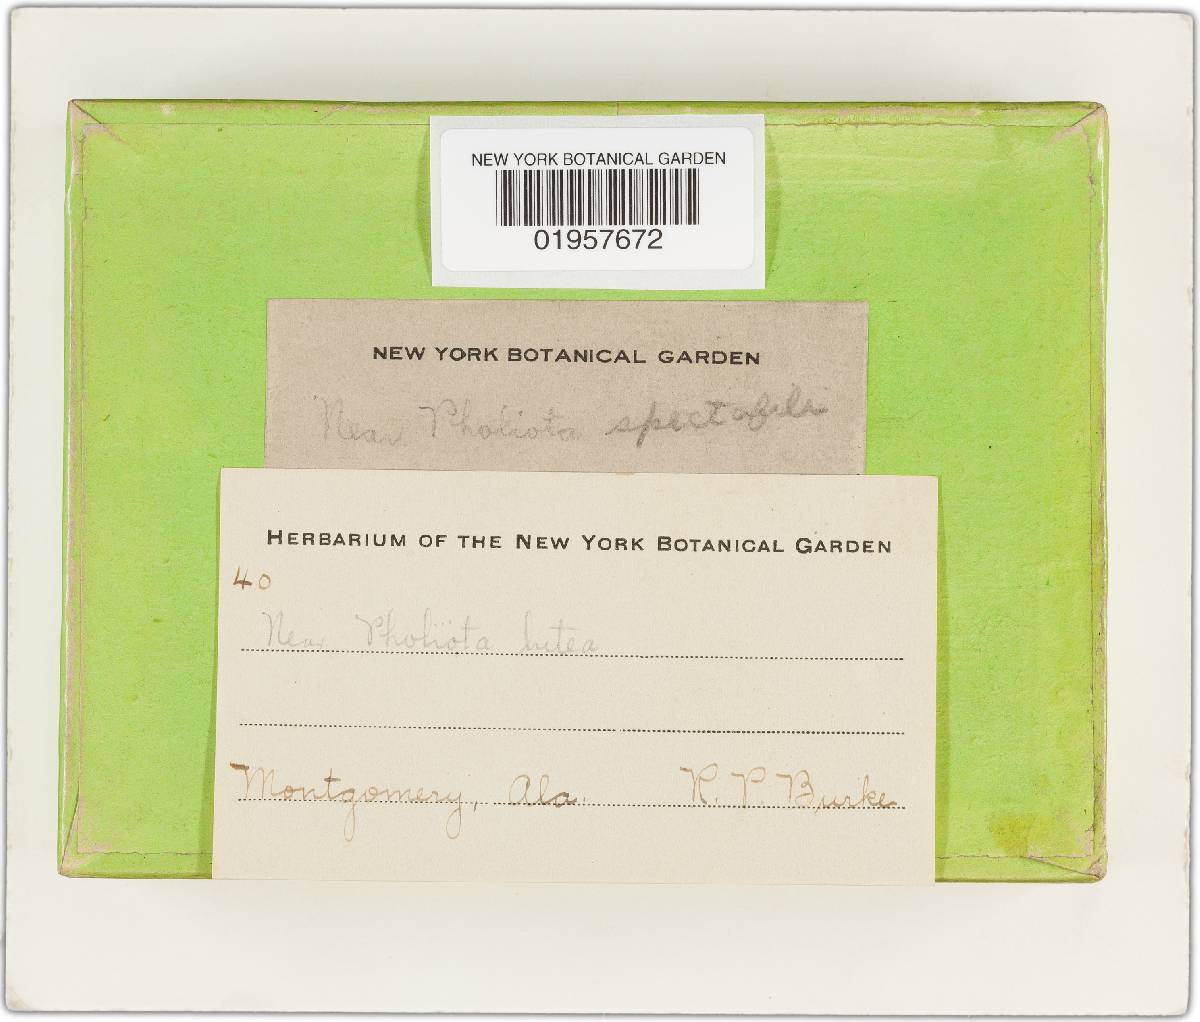 NEW YORK BOTANICAL GARDEN
01957672
NEW YORK BOTANICAL GARDEN
Near Pholiota spectabilis
HERBARIUM OF THE NEW YORK BOTANICAL GARDEN
40
Near Pholiota lutea
Montgomery, Ala. R. P. Burke